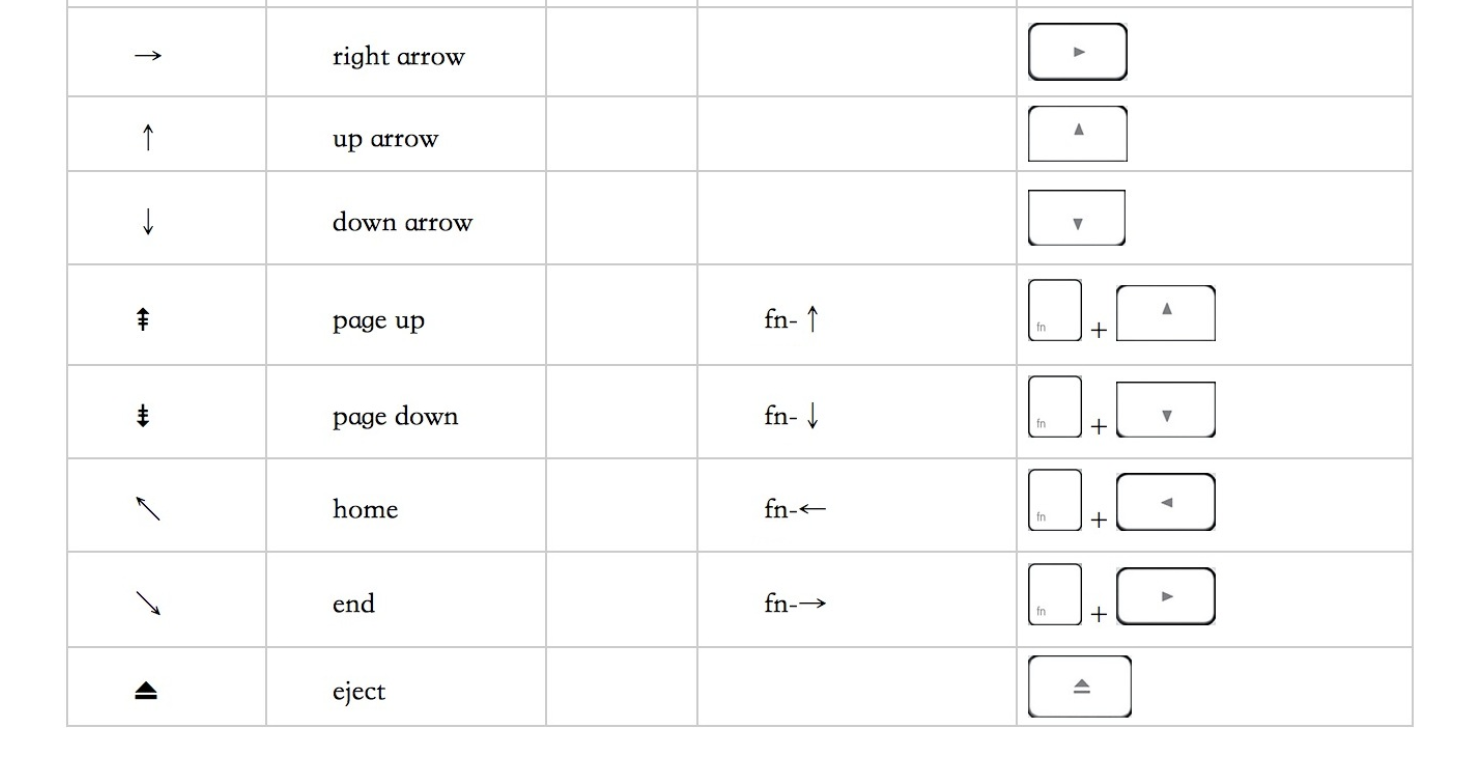 → right arrow ►
↑ up arrow ▲
↓ down arrow ▼
⇞ page up fn- ↑ fn + ▲
⇟ page down fn- ↓ fn + ▼
↖ home fn-← fn + ◄
↘ end fn-→ fn + ►
⏏ eject ⏏